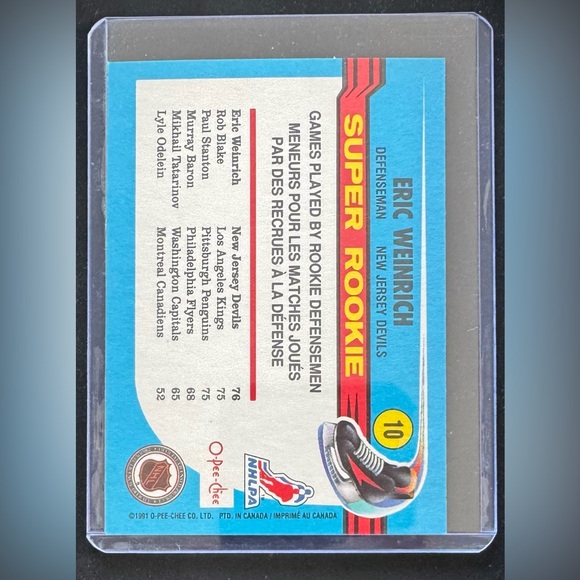 10
ERIC WEINRICH
DEFENSEMAN NEW JERSEY DEVILS
SUPER ROOKIE
GAMES PLAYED BY ROOKIE DEFENSEMEN
MENEURS POUR LES MATCHES JOUÉS
PAR DES RECRUES À LA DÉFENSE
Eric Weinrich New Jersey Devils 76
Rob Blake Los Angeles Kings 75
Paul Stanton Pittsburgh Penguins 75
Murray Baron Philadelphia Flyers 68
Mikhail Tatarinov Washington Capitals 65
Lyle Odelein Montreal Canadiens 52
NHLPA
O-Pee-Chee
NHL
©1991 O-PEE-CHEE CO. LTD. PTD. IN CANADA / IMPRIMÉ AU CANADA